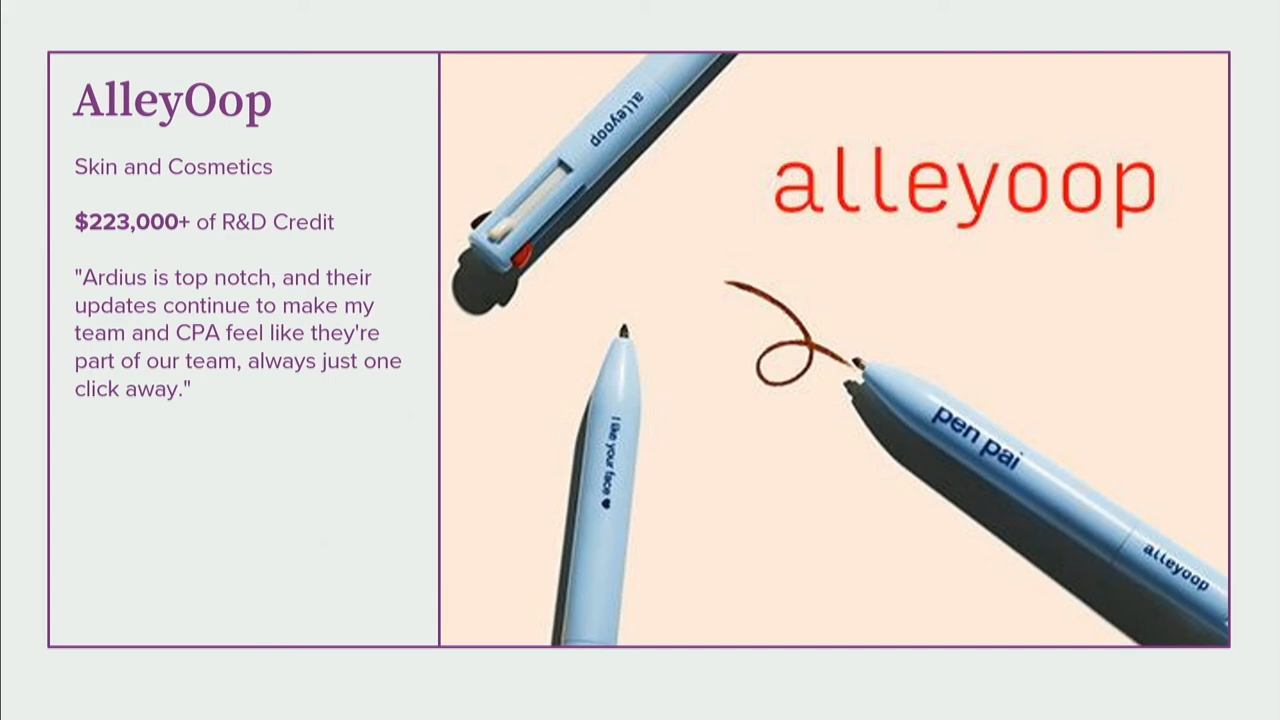 AlleyOop
Skin and Cosmetics
$223,000+ of R&D Credit
"Ardius is top notch, and their
updates continue to make my
team and CPA feel like they're
part of our team, always just one
click away."
alleyoop
alleyoop
I like your face ♥
pen pal
alleyoop